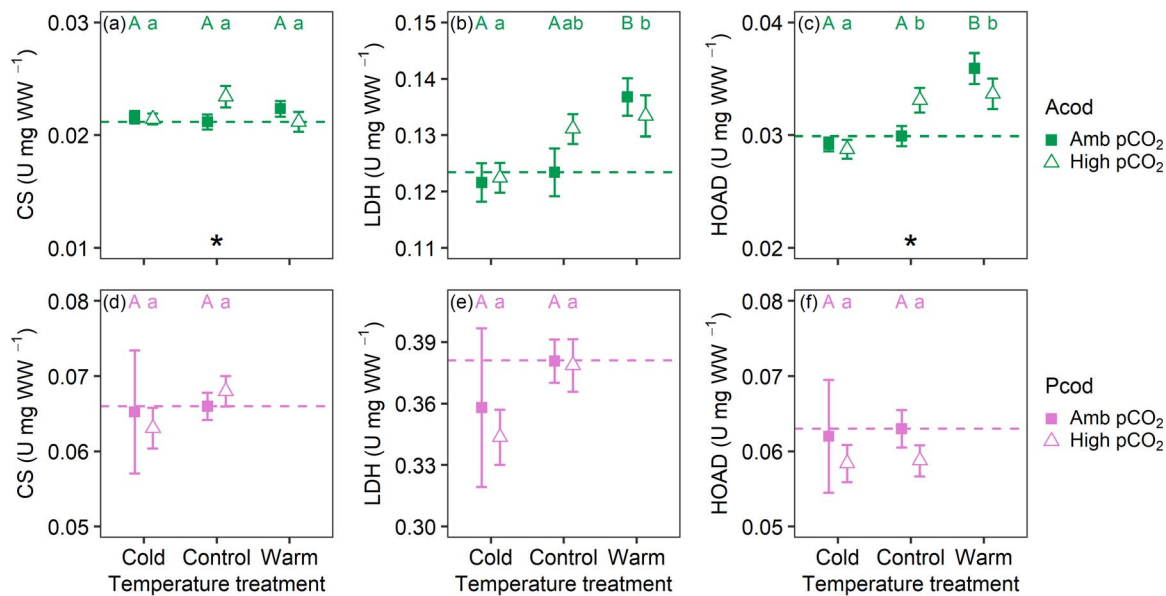 (a) A a A a A a
0.03
0.02
0.01
CS (U mg WW −1)
*
(b) A a A ab B b
0.15
0.14
0.13
0.12
0.11
LDH (U mg WW −1)
(c) A a A b B b
0.04
0.03
0.02
HOAD (U mg WW −1)
*
Acod
Amb pCO2
High pCO2
(d) A a A a
0.08
0.07
0.06
0.05
CS (U mg WW −1)
Cold Control Warm
Temperature treatment
(e) A a A a
0.39
0.36
0.33
0.30
LDH (U mg WW −1)
Cold Control Warm
Temperature treatment
(f) A a A a
0.08
0.07
0.06
0.05
HOAD (U mg WW −1)
Cold Control Warm
Temperature treatment
Pcod
Amb pCO2
High pCO2